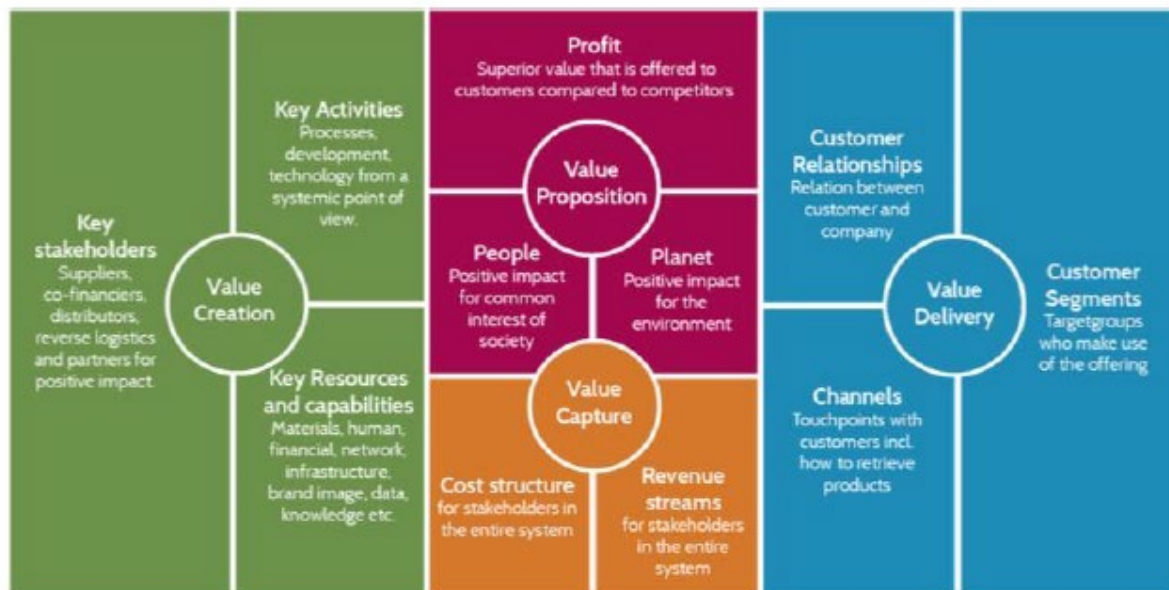 Key
stakeholders
Suppliers,
co-financiers,
distributors,
reverse logistics
and partners for
positive impact.
Value
Creation
Key Activities
Processes,
development,
technology from a
systemic point of
view.
Key Resources
and capabilities
Materials, human,
financial, network,
infrastructure,
brand image, data,
knowledge etc.
Profit
Superior value that is offered to
customers compared to competitors
Value
Proposition
People
Positive impact
for common
interest of
society
Planet
Positive impact
for the
environment
Value
Capture
Cost structure
for stakeholders in
the entire system
Revenue
streams
for stakeholders
in the entire
system
Customer
Relationships
Relation between
customer and
company
Value
Delivery
Channels
Touchpoints with
customers incl.
how to retrieve
products
Customer
Segments
Targetgroups
who make use
of the offering